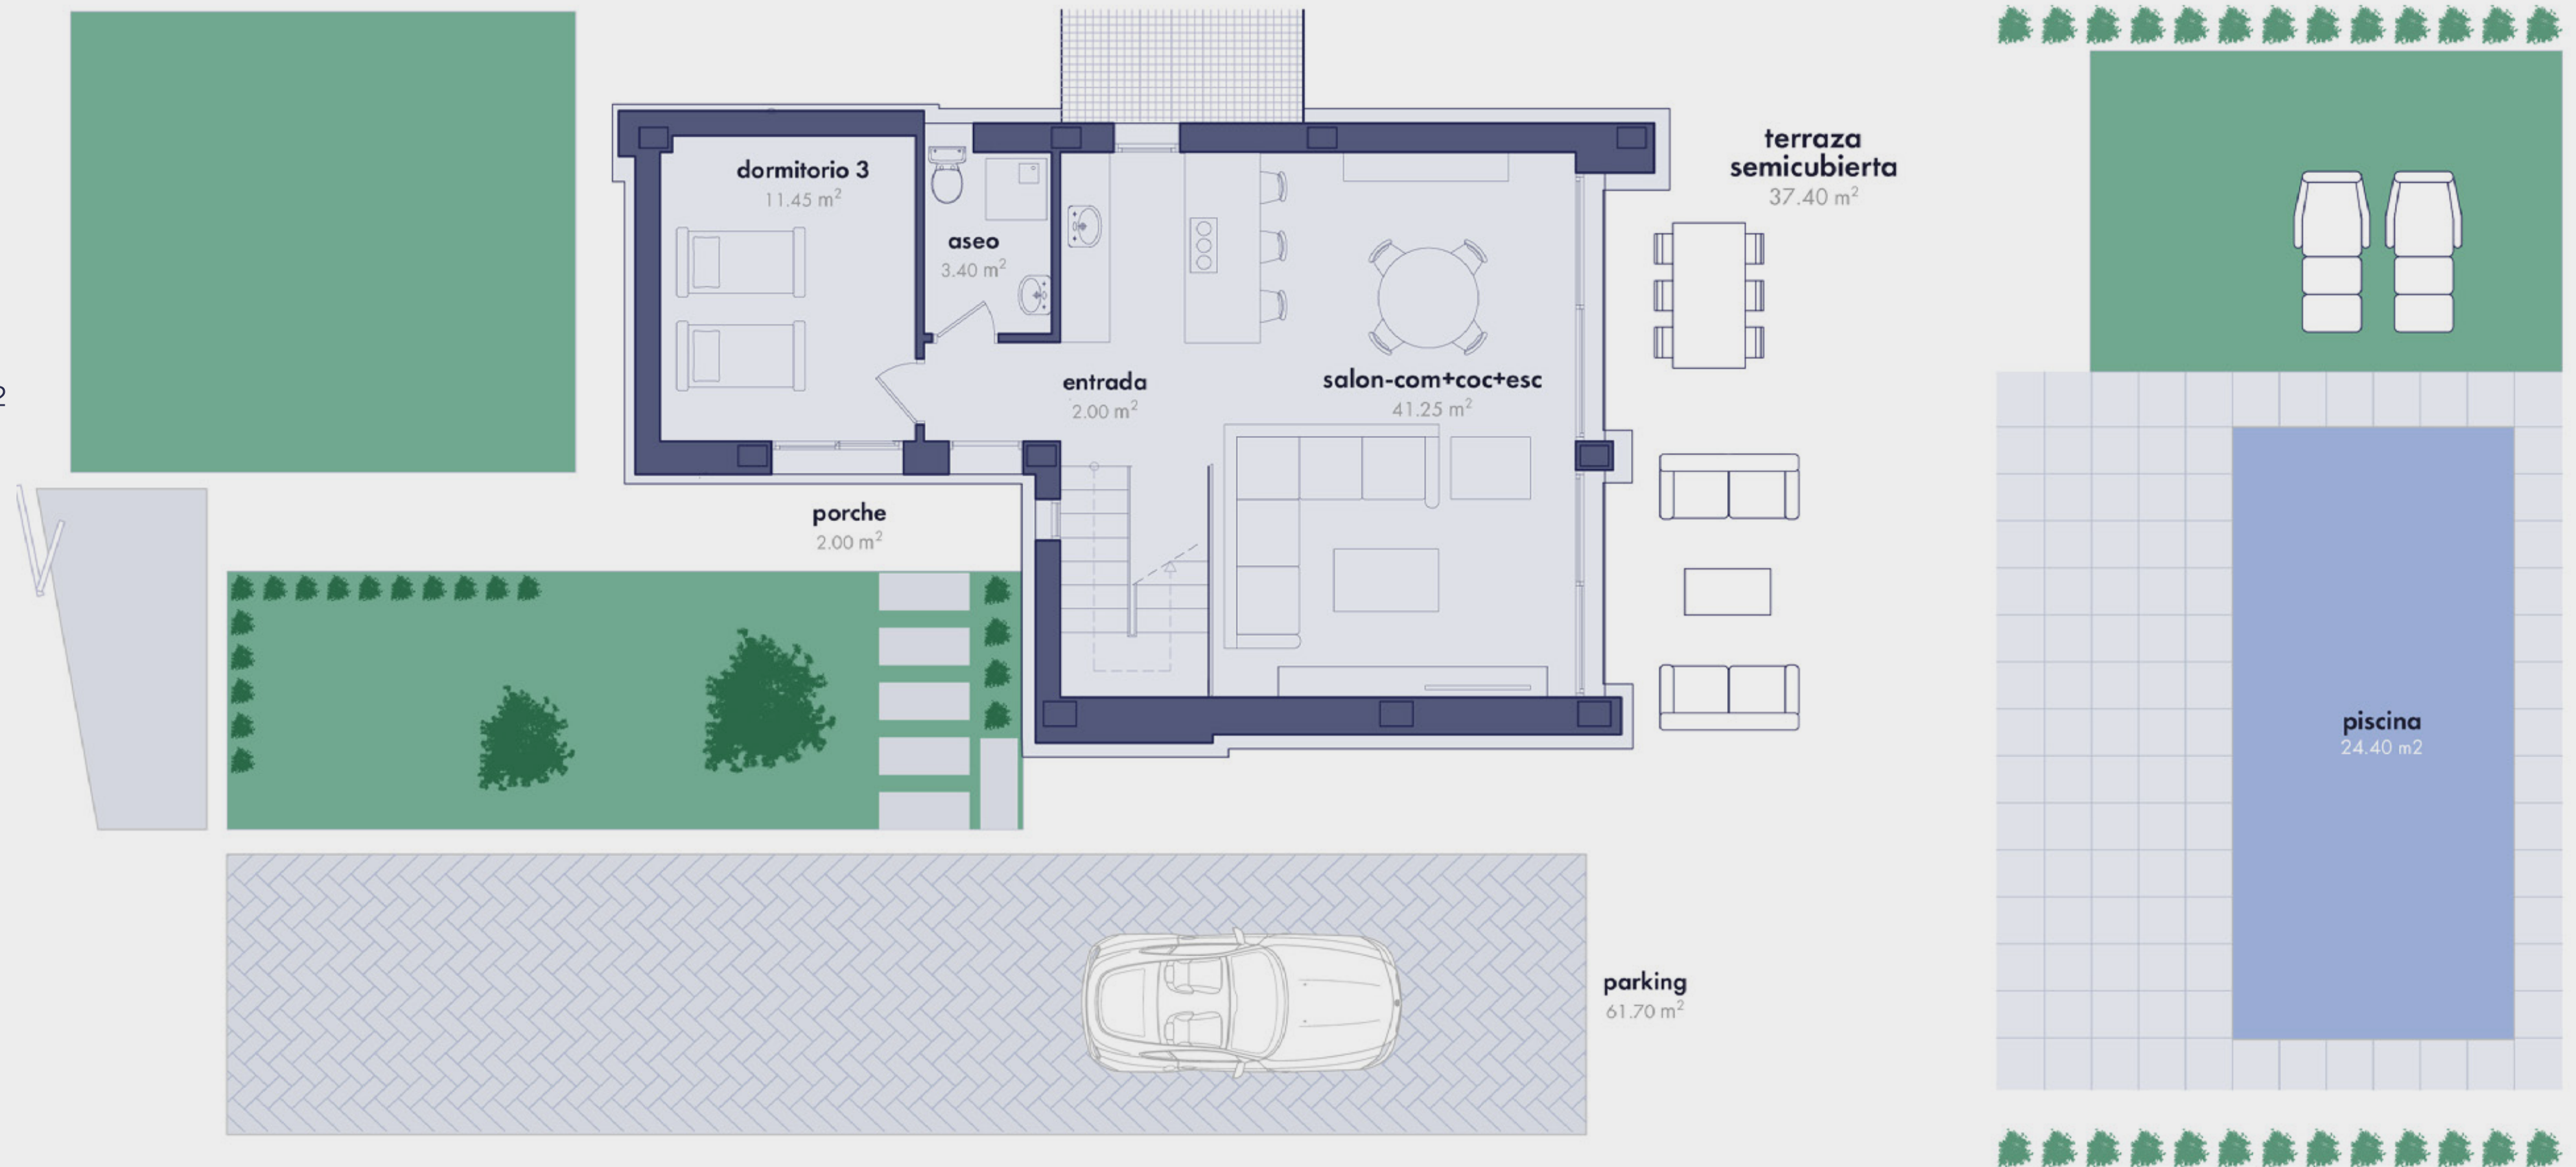 dormitorio 3
11.45 m²
aseo
3.40 m²
entrada
2.00 m²
salon-com+coc+esc
41.25 m²
terraza
semicubierta
37.40 m²
porche
2.00 m²
piscina
24.40 m2
parking
61.70 m²
2